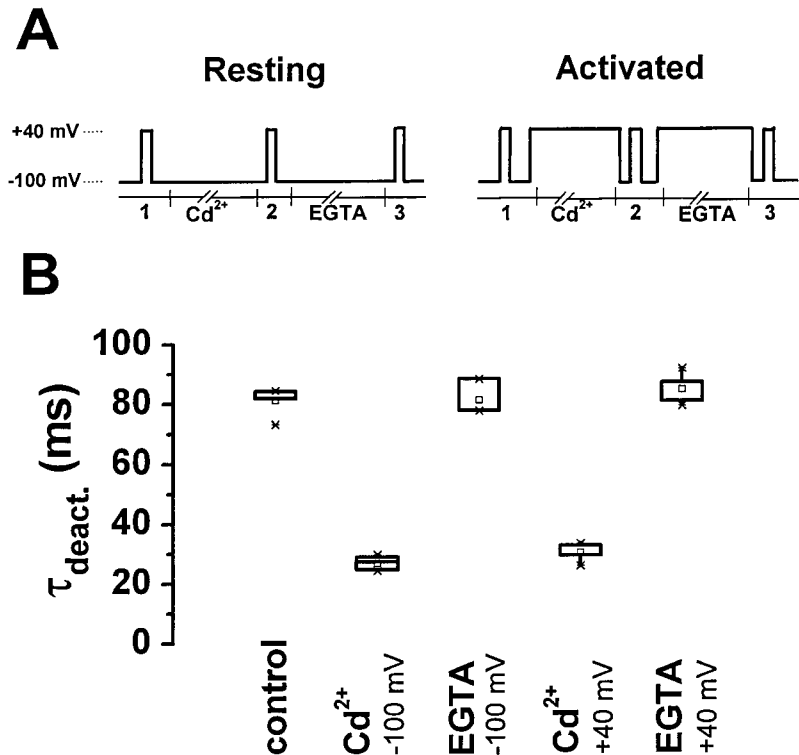 A
Resting
Activated
+40 mV
-100 mV
1 Cd²⁺ 2 EGTA 3
1 Cd²⁺ 2 EGTA 3
B
τdeact. (ms)
100
80
60
40
20
0
control
Cd²⁺
-100 mV
EGTA
-100 mV
Cd²⁺
+40 mV
EGTA
+40 mV